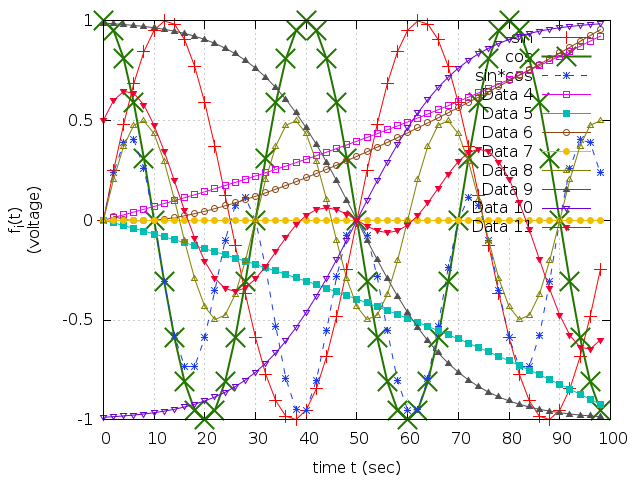 1
0.5
0
-0.5
-1
0 10 20 30 40 50 60 70 80 90 100
time t (sec)
fi(t)
(voltage)
sin
cos
sin*cos
Data 4
Data 5
Data 6
Data 7
Data 8
Data 9
Data 10
Data 11